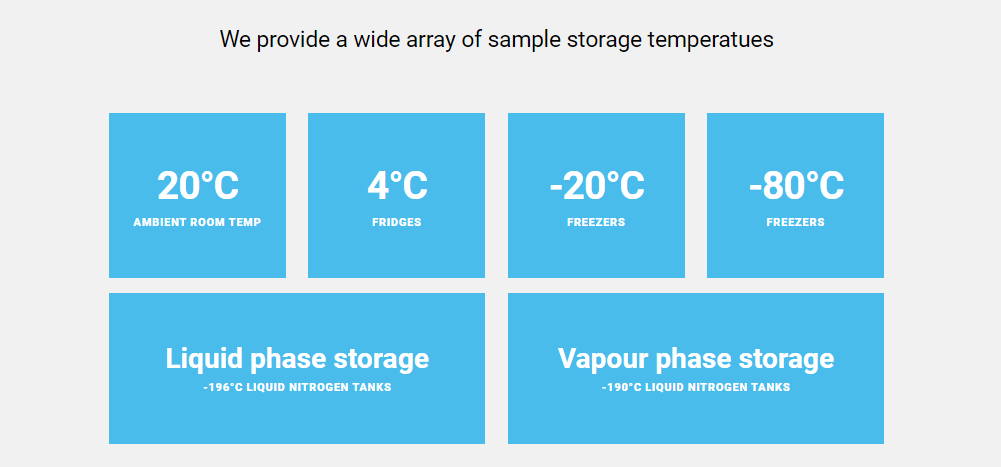 We provide a wide array of sample storage temperatues
20°C
AMBIENT ROOM TEMP
4°C
FRIDGES
-20°C
FREEZERS
-80°C
FREEZERS
Liquid phase storage
-196°C LIQUID NITROGEN TANKS
Vapour phase storage
-190°C LIQUID NITROGEN TANKS